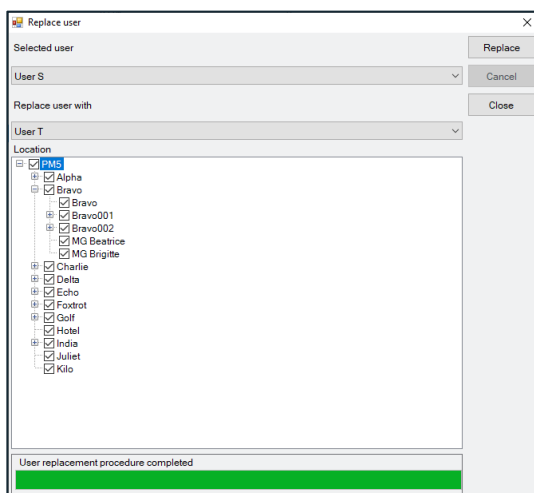 Replace user
Selected user
Replace
User S
Cancel
Replace user with
Close
User T
Location
PM5
Alpha
Bravo
Bravo
Bravo001
Bravo002
MG Beatrice
MG Brigitte
Charlie
Delta
Echo
Foxtrot
Golf
Hotel
India
Juliet
Kilo
User replacement procedure completed